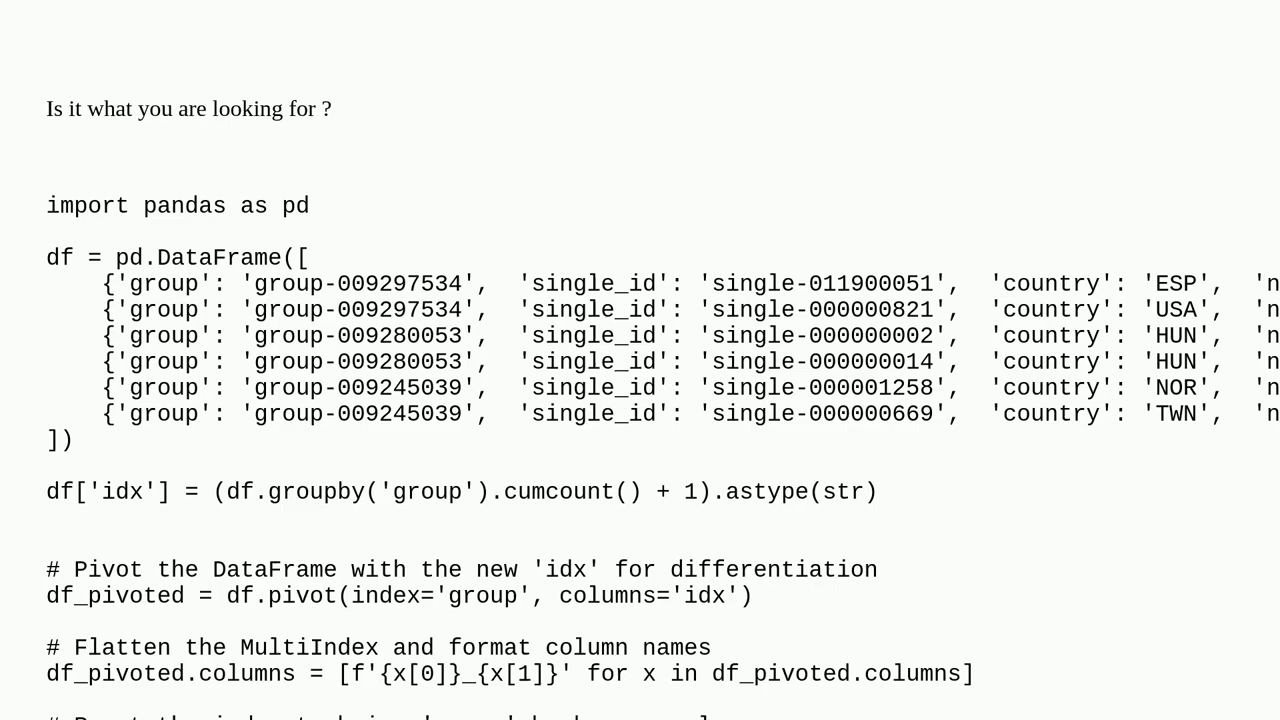 Is it what you are looking for ?
import pandas as pd
df = pd.DataFrame([
    {'group': 'group-009297534',  'single_id': 'single-011900051',  'country': 'ESP',  'n
    {'group': 'group-009297534',  'single_id': 'single-000000821',  'country': 'USA',  'n
    {'group': 'group-009280053',  'single_id': 'single-000000002',  'country': 'HUN',  'n
    {'group': 'group-009280053',  'single_id': 'single-000000014',  'country': 'HUN',  'n
    {'group': 'group-009245039',  'single_id': 'single-000001258',  'country': 'NOR',  'n
    {'group': 'group-009245039',  'single_id': 'single-000000669',  'country': 'TWN',  'n
])
df['idx'] = (df.groupby('group').cumcount() + 1).astype(str)
# Pivot the DataFrame with the new 'idx' for differentiation
df_pivoted = df.pivot(index='group', columns='idx')
# Flatten the MultiIndex and format column names
df_pivoted.columns = [f'{x[0]}_{x[1]}' for x in df_pivoted.columns]